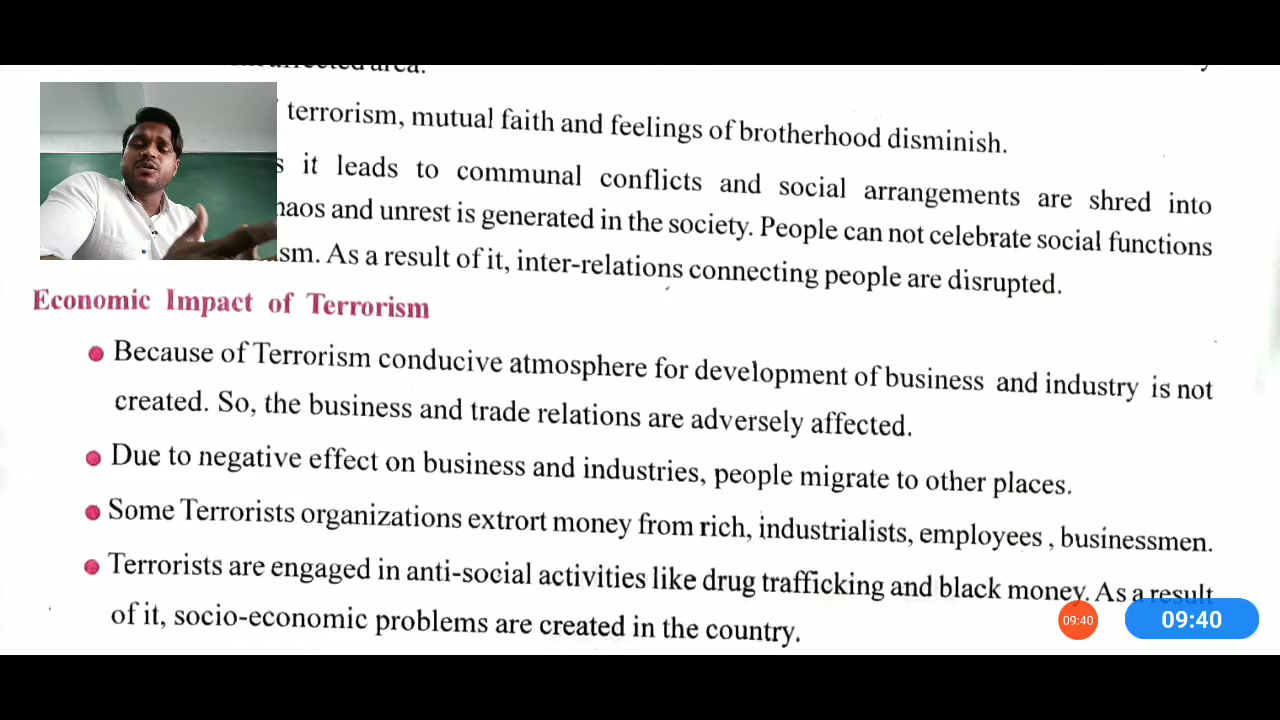 area.
terrorism, mutual faith and feelings of brotherhood disminish.
it leads to communal conflicts and social arrangements are shred into
and unrest is generated in the society. People can not celebrate social functions
As a result of it, inter-relations connecting people are disrupted.
Economic Impact of Terrorism
● Because of Terrorism conducive atmosphere for development of business and industry is not
created. So, the business and trade relations are adversely affected.
● Due to negative effect on business and industries, people migrate to other places.
● Some Terrorists organizations extrort money from rich, industrialists, employees , businessmen.
● Terrorists are engaged in anti-social activities like drug trafficking and black money. As a result
of it, socio-economic problems are created in the country.
09:40
09:40